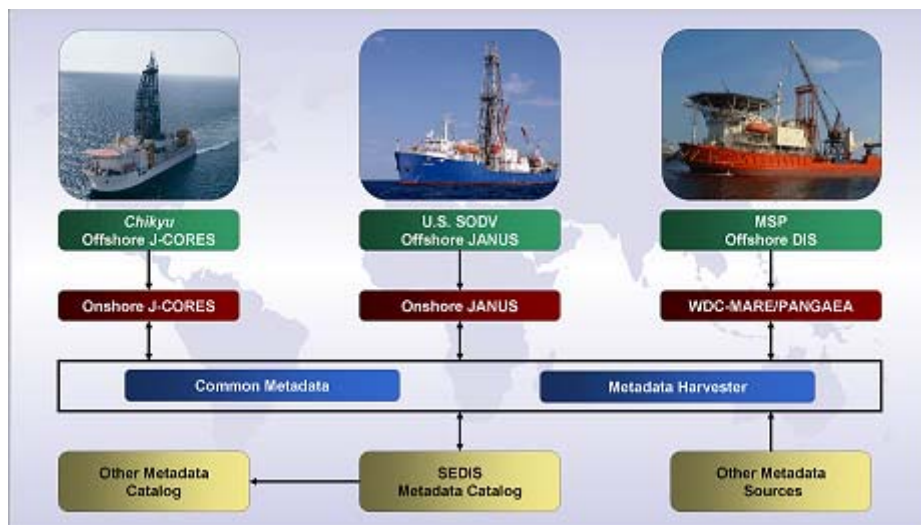 Chikyu
Offshore J-CORES
U.S. SODV
Offshore JANUS
MSP
Offshore DIS
Onshore J-CORES
Onshore JANUS
WDC-MARE/PANGAEA
Common Metadata
Metadata Harvester
Other Metadata
Catalog
SEDIS
Metadata Catalog
Other Metadata
Sources